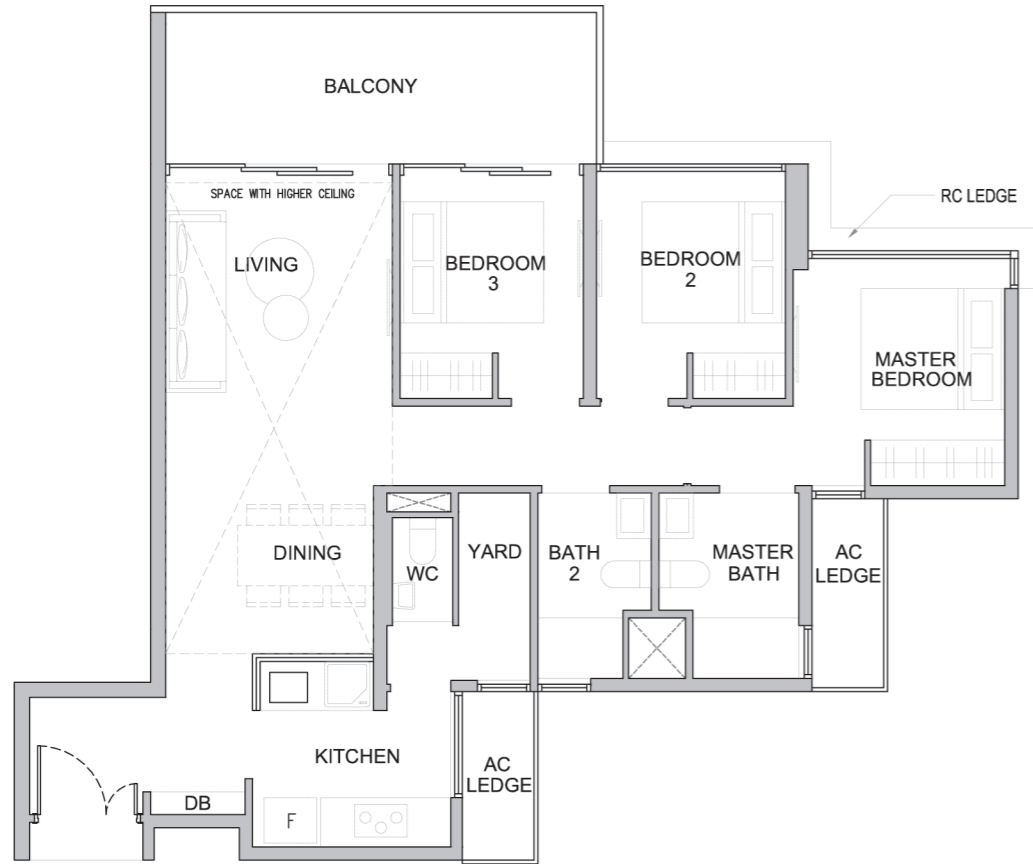 BALCONY
SPACE WITH HIGHER CEILING
RC LEDGE
LIVING
BEDROOM
3
BEDROOM
2
MASTER
BEDROOM
DINING
WC
YARD
BATH
2
MASTER
BATH
AC
LEDGE
KITCHEN
AC
LEDGE
DB
F